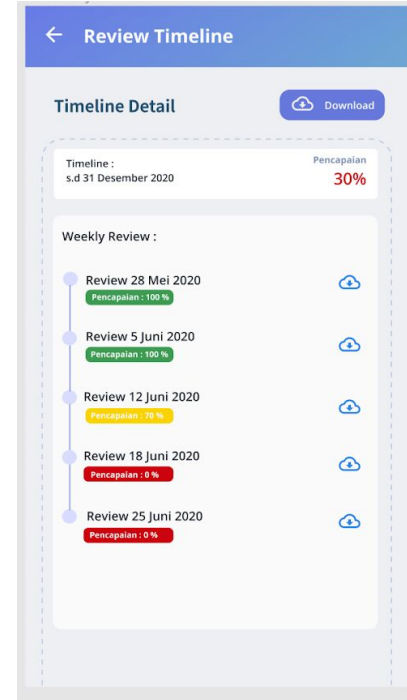 Review Timeline
Timeline Detail
Download
Timeline :
s.d 31 Desember 2020
Pencapaian
30%
Weekly Review :
Review 28 Mei 2020
Pencapaian : 100 %
Review 5 Juni 2020
Pencapaian : 100 %
Review 12 Juni 2020
Pencapaian : 70 %
Review 18 Juni 2020
Pencapaian : 0 %
Review 25 Juni 2020
Pencapaian : 0 %